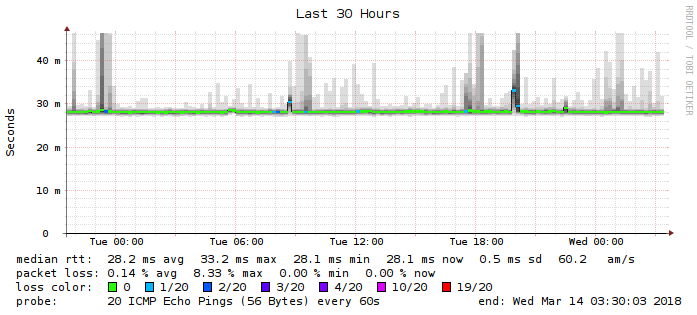 Last 30 Hours
RRDTOOL / TOBI OETIKER
Seconds
40 m
30 m
20 m
10 m
0
Tue 00:00 Tue 06:00 Tue 12:00 Tue 18:00 Wed 00:00
median rtt: 28.2 ms avg 33.2 ms max 28.1 ms min 28.1 ms now 0.5 ms sd 60.2 am/s
packet loss: 0.14 % avg 8.33 % max 0.00 % min 0.00 % now
loss color: 0 1/20 2/20 3/20 4/20 10/20 19/20
probe: 20 ICMP Echo Pings (56 Bytes) every 60s end: Wed Mar 14 03:30:03 2018